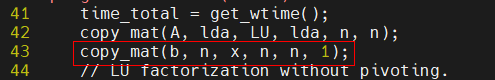 41 time_total = get_wtime();
42 copy_mat(A, lda, LU, lda, n, n);
43 copy_mat(b, n, x, n, n, 1);
44 // LU factorization without pivoting.